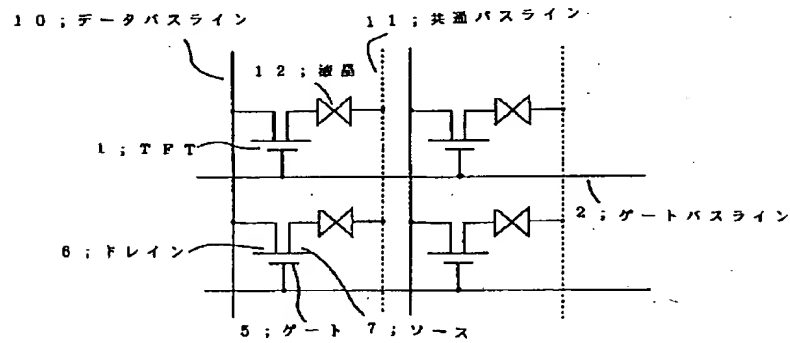 10;データバスライン
11;共通バスライン
12;液晶
1;TFT
2;ゲートバスライン
6;ドレイン
5;ゲート
7;ソース